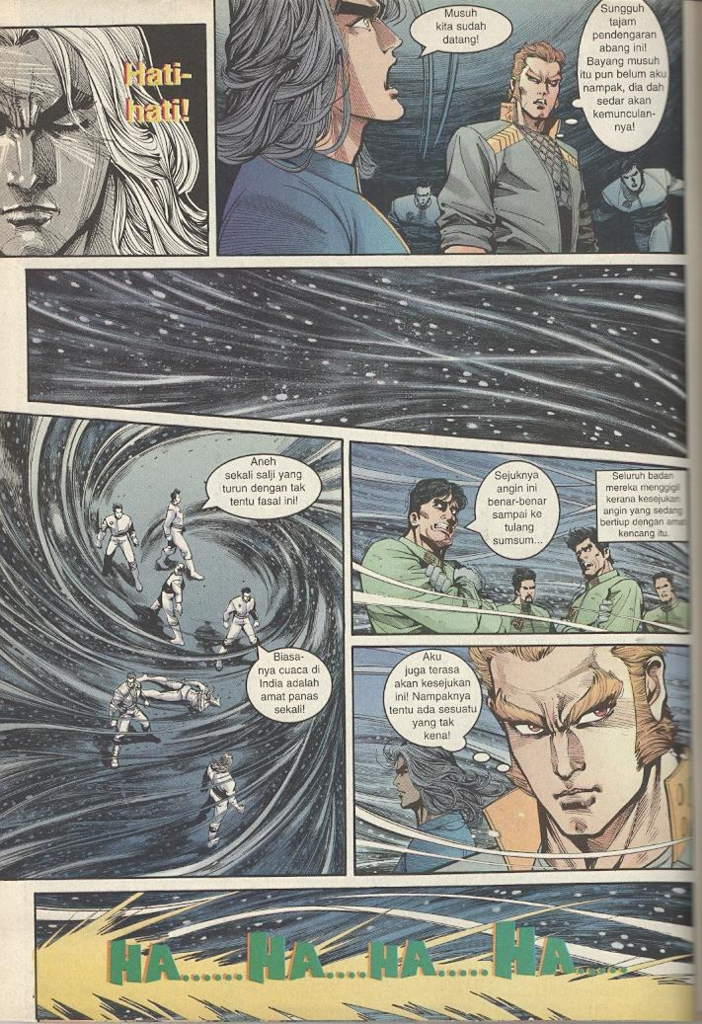 Hati-
hati!
Musuh
kita sudah
datang!
Sungguh
tajam
pendengaran
abang ini!
Bayang musuh
itu pun belum aku
nampak, dia dah
sedar akan
kemunculan-
nya!
Aneh
sekali salji yang
turun dengan tak
tentu fasal ini!
Biasa-
nya cuaca di
India adalah
amat panas
sekali!
Sejuknya
angin ini
benar-benar
sampai ke
tulang
sumsum...
Seluruh badan
mereka menggigil
kerana kesejukan
angin yang sedang
bertiup dengan amat
kencang itu.
Aku
juga terasa
akan kesejukan
ini! Nampaknya
tentu ada sesuatu
yang tak
kena!
HA......HA....HA.....HA......